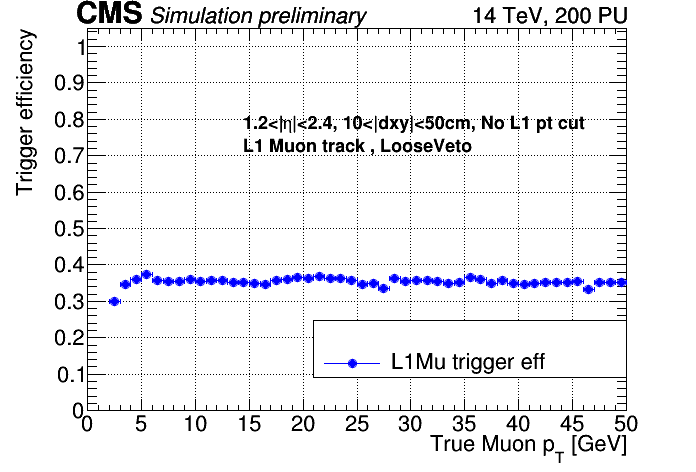 CMS Simulation preliminary 14 TeV, 200 PU
Trigger efficiency
1
0.9
0.8
0.7
0.6
0.5
0.4
0.3
0.2
0.1
0
1.2<|η|<2.4, 10<|dxy|<50cm, No L1 pt cut
L1 Muon track , LooseVeto
L1Mu trigger eff
0 5 10 15 20 25 30 35 40 45 50
True Muon pT [GeV]